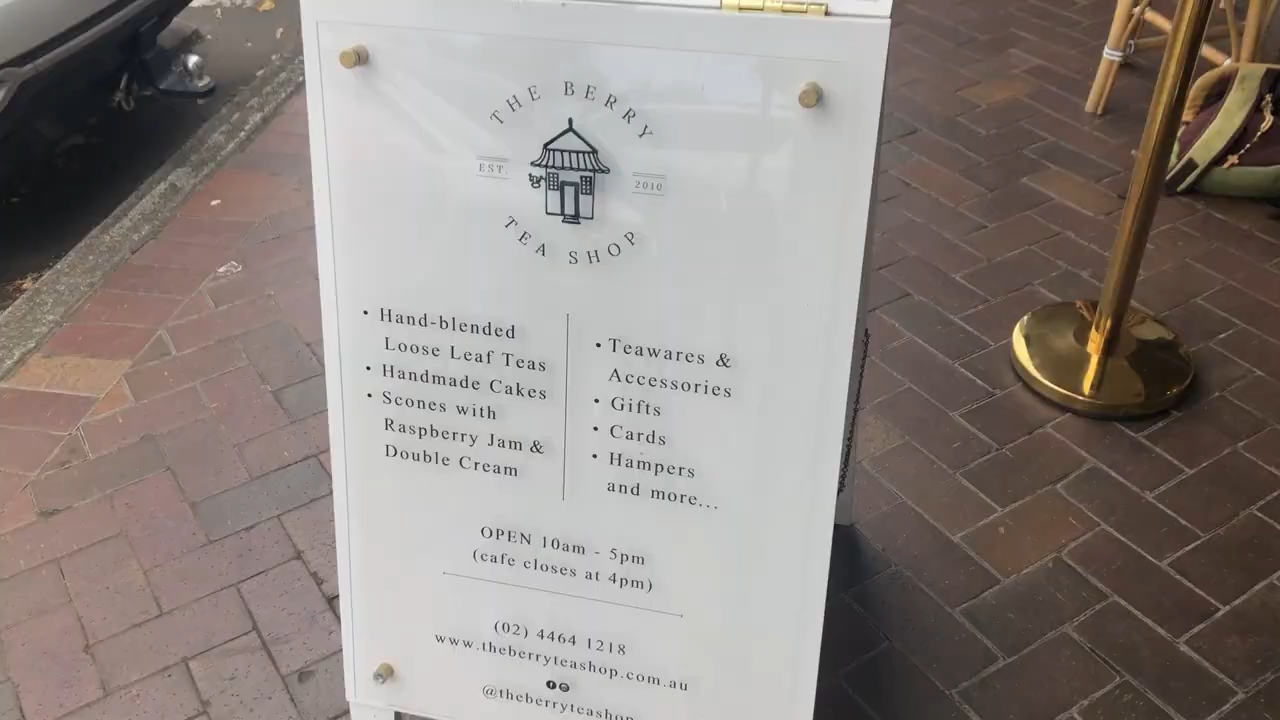 THE BERRY
EST. 2010
TEA SHOP
• Hand-blended
Loose Leaf Teas
• Handmade Cakes
• Scones with
Raspberry Jam &
Double Cream
• Teawares &
Accessories
• Gifts
• Cards
• Hampers
and more...
OPEN 10am - 5pm
(cafe closes at 4pm)
(02) 4464 1218
www.theberryteashop.com.au
@theberryteashop